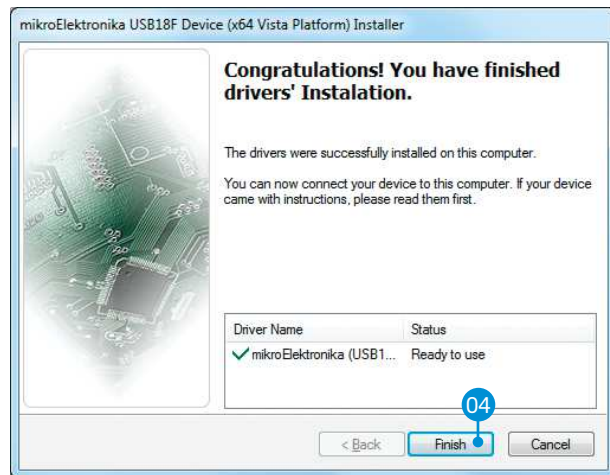 mikroElektronika USB18F Device (x64 Vista Platform) Installer
Congratulations! You have finished
drivers' Instalation.
The drivers were successfully installed on this computer.
You can now connect your device to this computer. If your device
came with instructions, please read them first.
Driver Name Status
mikroElektronika (USB1... Ready to use
04
< Back Finish Cancel